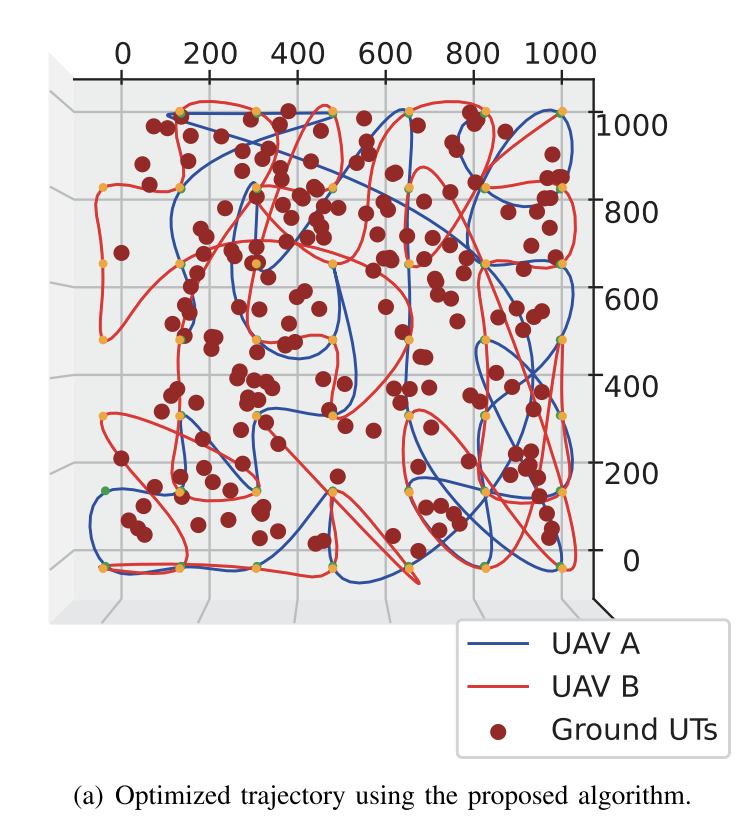 0 200 400 600 800 1000
1000
800
600
400
200
0
UAV A
UAV B
Ground UTs
(a) Optimized trajectory using the proposed algorithm.